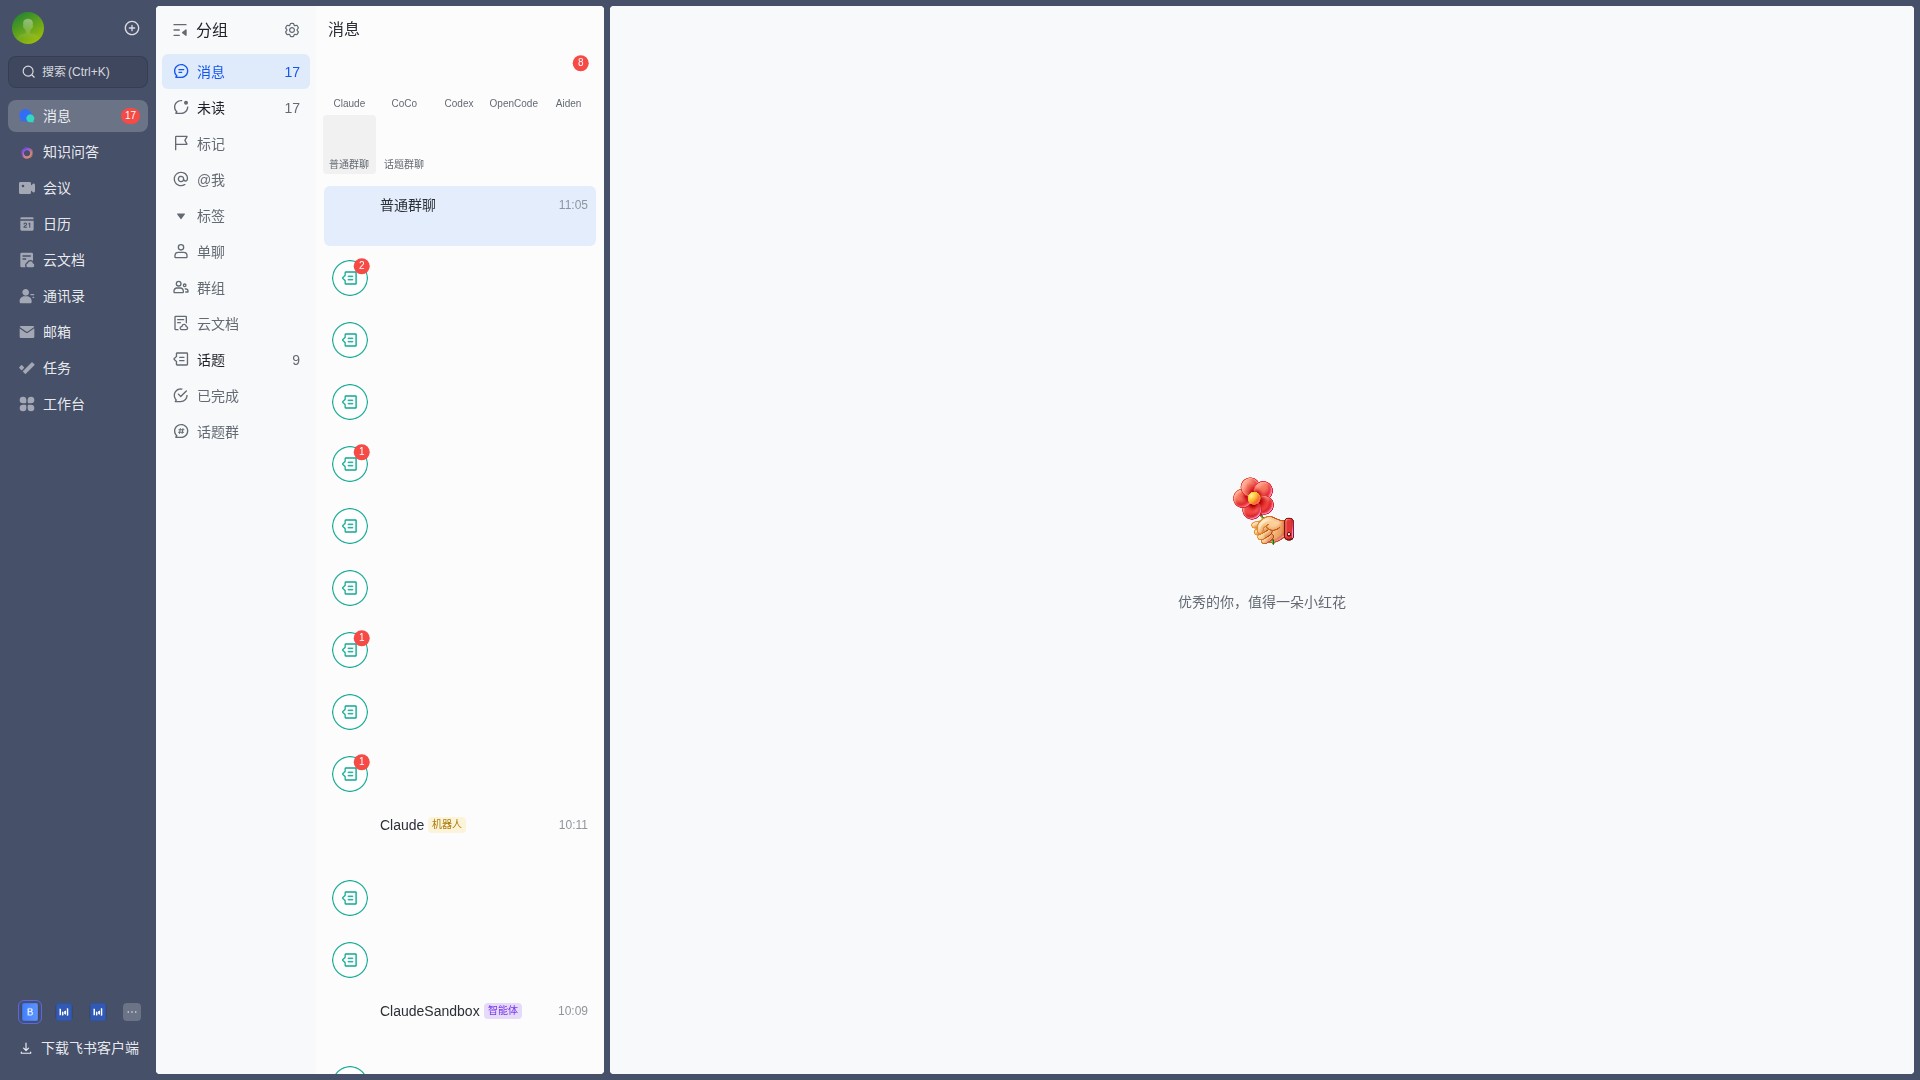 搜索 (Ctrl+K)
消息
17
知识问答
会议
日历
云文档
通讯录
邮箱
任务
工作台
B
下载飞书客户端
分组
消息 17
未读 17
标记
@我
标签
单聊
群组
云文档
话题 9
已完成
话题群
消息
8
Claude CoCo Codex OpenCode Aiden
普通群聊 话题群聊
普通群聊 11:05
2
1
1
1
Claude 机器人 10:11
ClaudeSandbox 智能体 10:09
优秀的你，值得一朵小红花